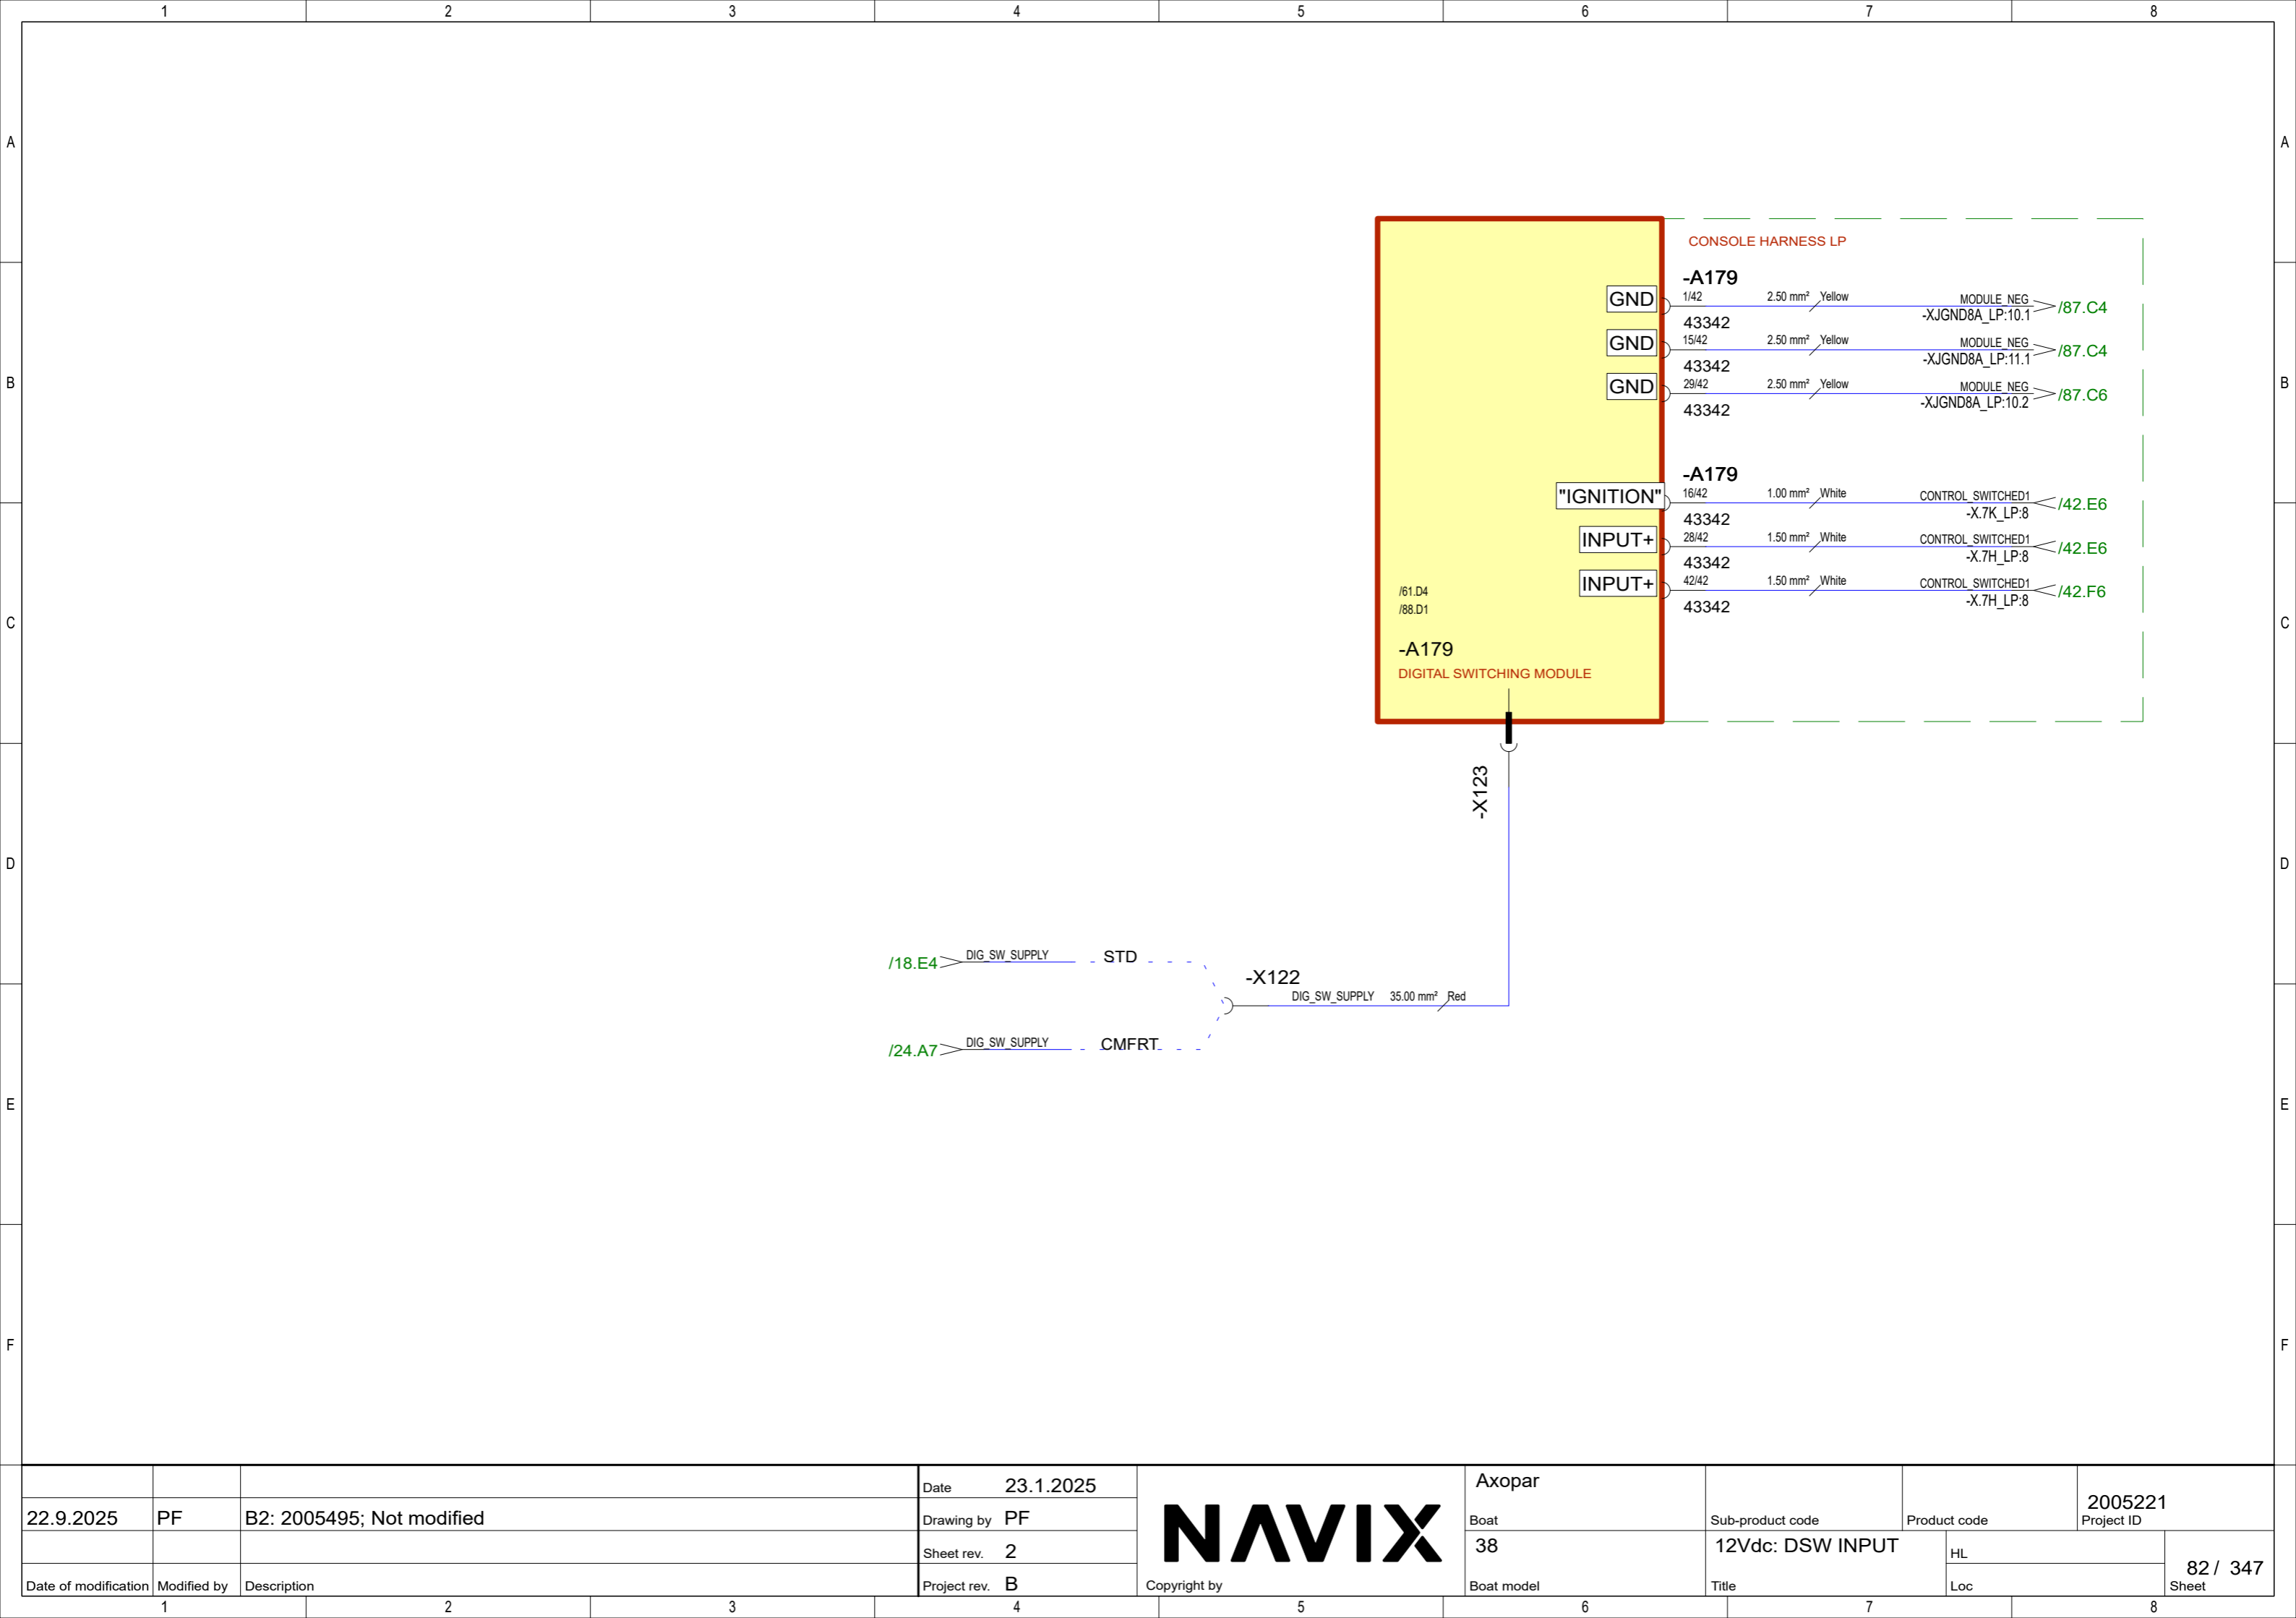 1 2 3 4 5 6 7 8
A A
CONSOLE HARNESS LP
-A179
GND 1/42 2.50 mm² Yellow MODULE_NEG /87.C4
43342 -XJGND8A_LP:10.1
GND 15/42 2.50 mm² Yellow MODULE_NEG /87.C4
43342 -XJGND8A_LP:11.1
B B
GND 29/42 2.50 mm² Yellow MODULE_NEG /87.C6
43342 -XJGND8A_LP:10.2
-A179
"IGNITION" 16/42 1.00 mm² White CONTROL_SWITCHED1 /42.E6
43342 -X.7K_LP:8
INPUT+ 28/42 1.50 mm² White CONTROL_SWITCHED1 /42.E6
43342 -X.7H_LP:8
INPUT+ 42/42 1.50 mm² White CONTROL_SWITCHED1 /42.F6
43342 -X.7H_LP:8
/61.D4
/88.D1
C C
-A179
DIGITAL SWITCHING MODULE
-X123
D D
/18.E4 DIG_SW_SUPPLY STD
-X122
DIG_SW_SUPPLY 35.00 mm² Red
/24.A7 DIG_SW_SUPPLY CMFRT
E E
F F
Date 23.1.2025
22.9.2025 PF B2: 2005495; Not modified
Drawing by PF
Sheet rev. 2
Date of modification Modified by Description
Project rev. B
NAVIX
Copyright by
Axopar
Boat
38
Boat model
Sub-product code
Product code
2005221
Project ID
12Vdc: DSW INPUT
Title
HL
Loc
82 / 347
Sheet
1 2 3 4 5 6 7 8